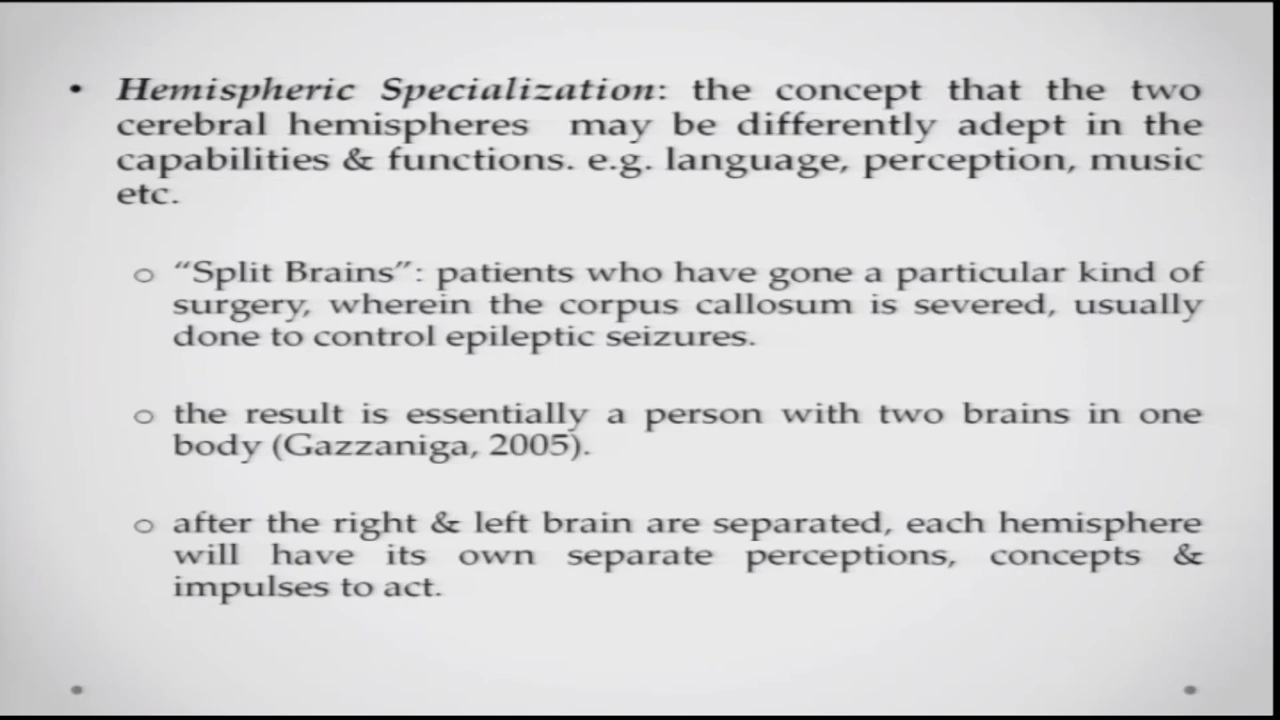 • Hemispheric Specialization: the concept that the two
cerebral hemispheres may be differently adept in the
capabilities & functions. e.g. language, perception, music
etc.
o “Split Brains”: patients who have gone a particular kind of
surgery, wherein the corpus callosum is severed, usually
done to control epileptic seizures.
o the result is essentially a person with two brains in one
body (Gazzaniga, 2005).
o after the right & left brain are separated, each hemisphere
will have its own separate perceptions, concepts &
impulses to act.